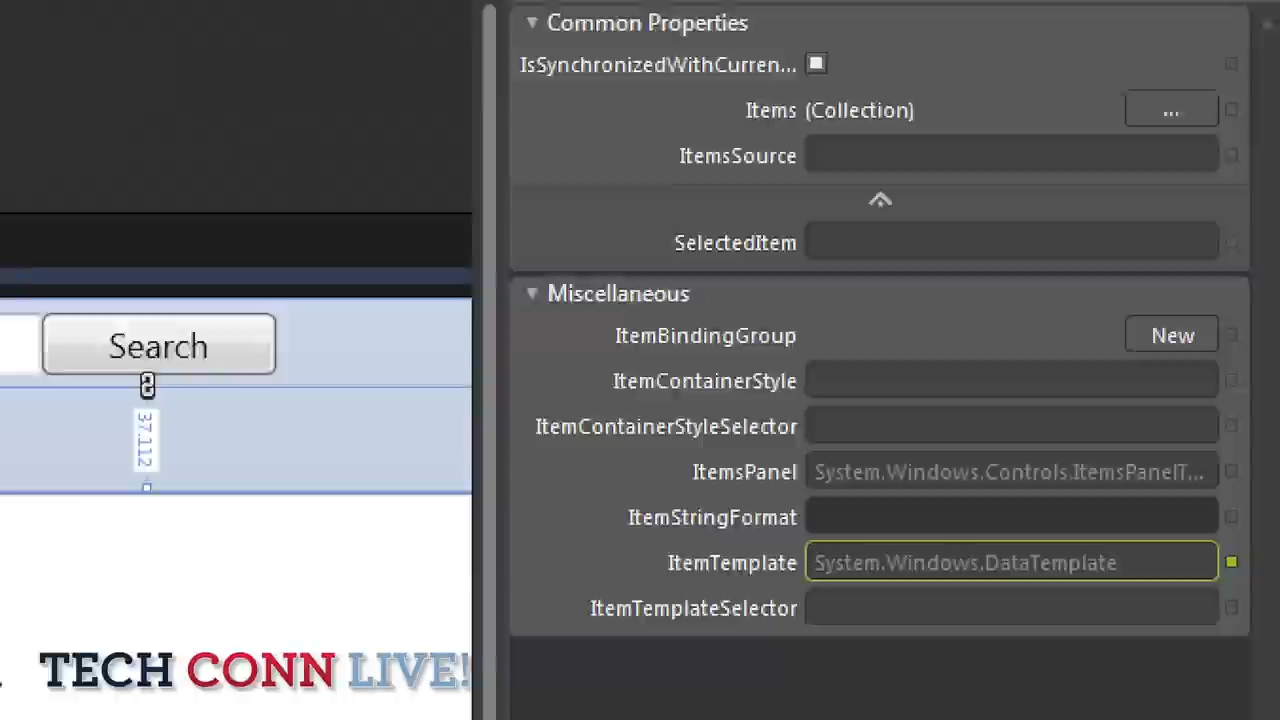 Common Properties
IsSynchronizedWithCurren...
Items (Collection) ...
ItemsSource
SelectedItem
Miscellaneous
ItemBindingGroup New
ItemContainerStyle
ItemContainerStyleSelector
ItemsPanel System.Windows.Controls.ItemsPanelT...
ItemStringFormat
ItemTemplate System.Windows.DataTemplate
ItemTemplateSelector
Search
37.112
TECH CONN LIVE!